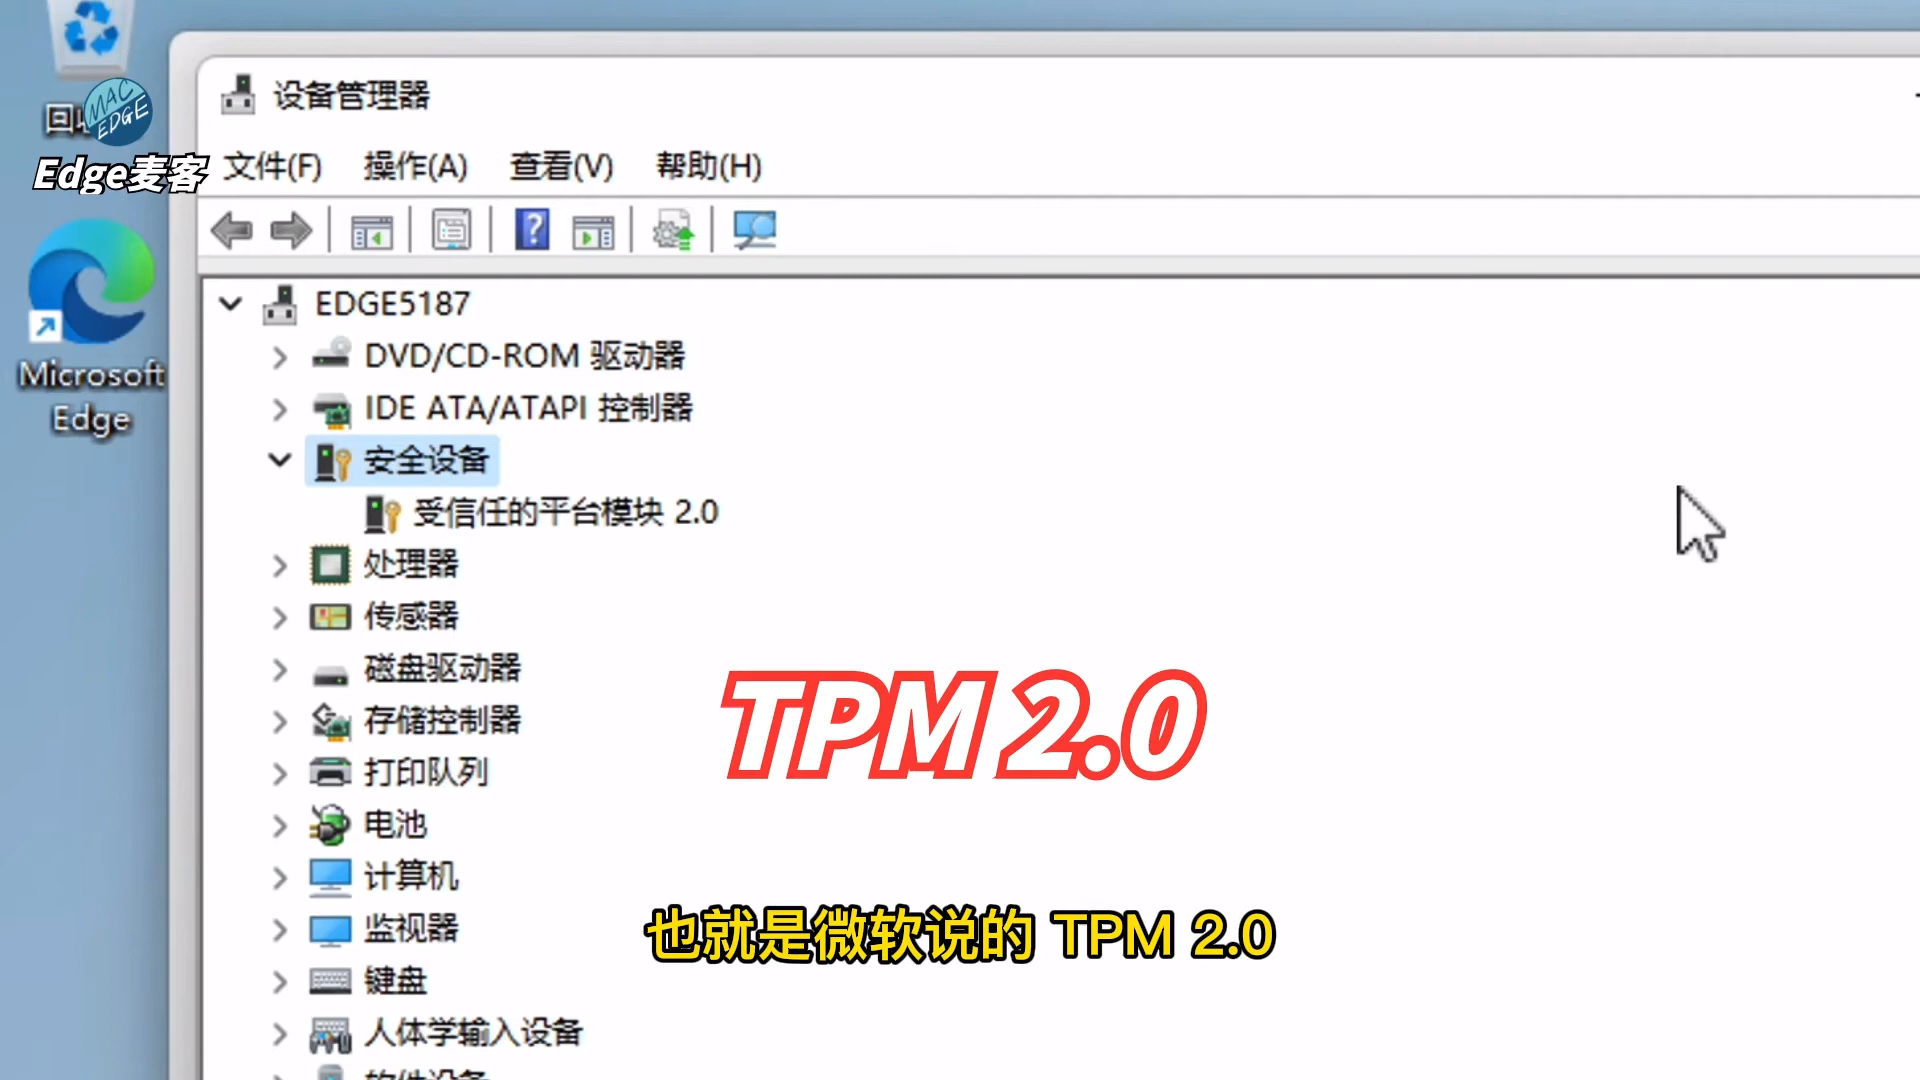 回收
MAC EDGE
Edge麦客
Microsoft
Edge
设备管理器
文件(F) 操作(A) 查看(V) 帮助(H)
EDGE5187
DVD/CD-ROM 驱动器
IDE ATA/ATAPI 控制器
安全设备
受信任的平台模块 2.0
处理器
传感器
磁盘驱动器
存储控制器
打印队列
电池
计算机
监视器
键盘
人体学输入设备
软件设备
TPM 2.0
也就是微软说的 TPM 2.0